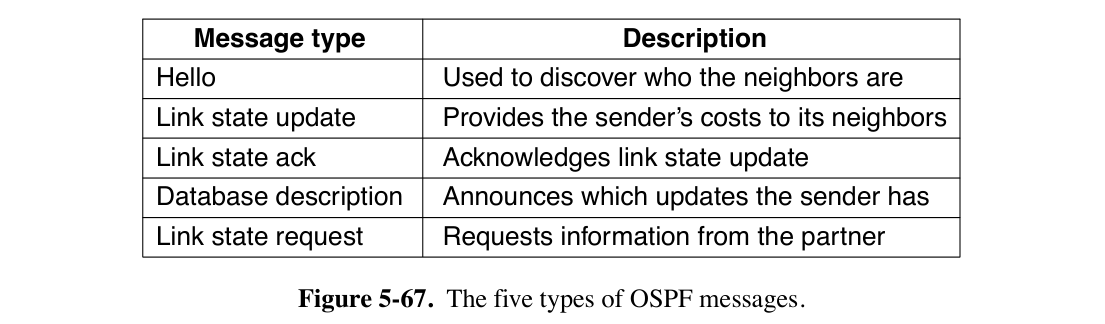 Message type Description
Hello Used to discover who the neighbors are
Link state update Provides the sender's costs to its neighbors
Link state ack Acknowledges link state update
Database description Announces which updates the sender has
Link state request Requests information from the partner
Figure 5-67. The five types of OSPF messages.